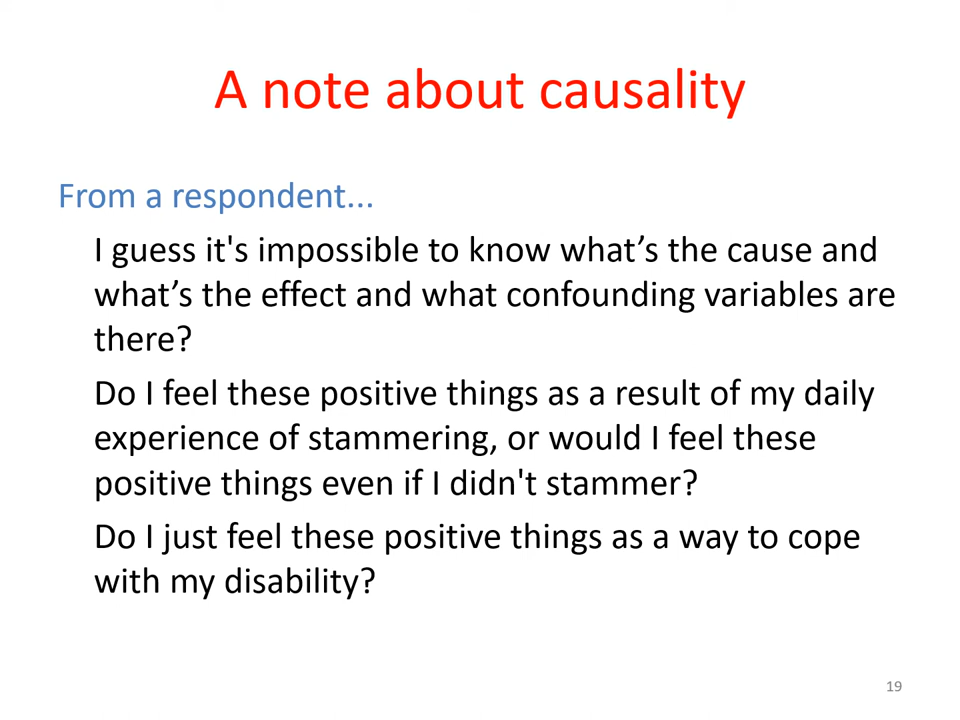 A note about causality
From a respondent...
I guess it's impossible to know what’s the cause and
what’s the effect and what confounding variables are
there?
Do I feel these positive things as a result of my daily
experience of stammering, or would I feel these
positive things even if I didn't stammer?
Do I just feel these positive things as a way to cope
with my disability?
19